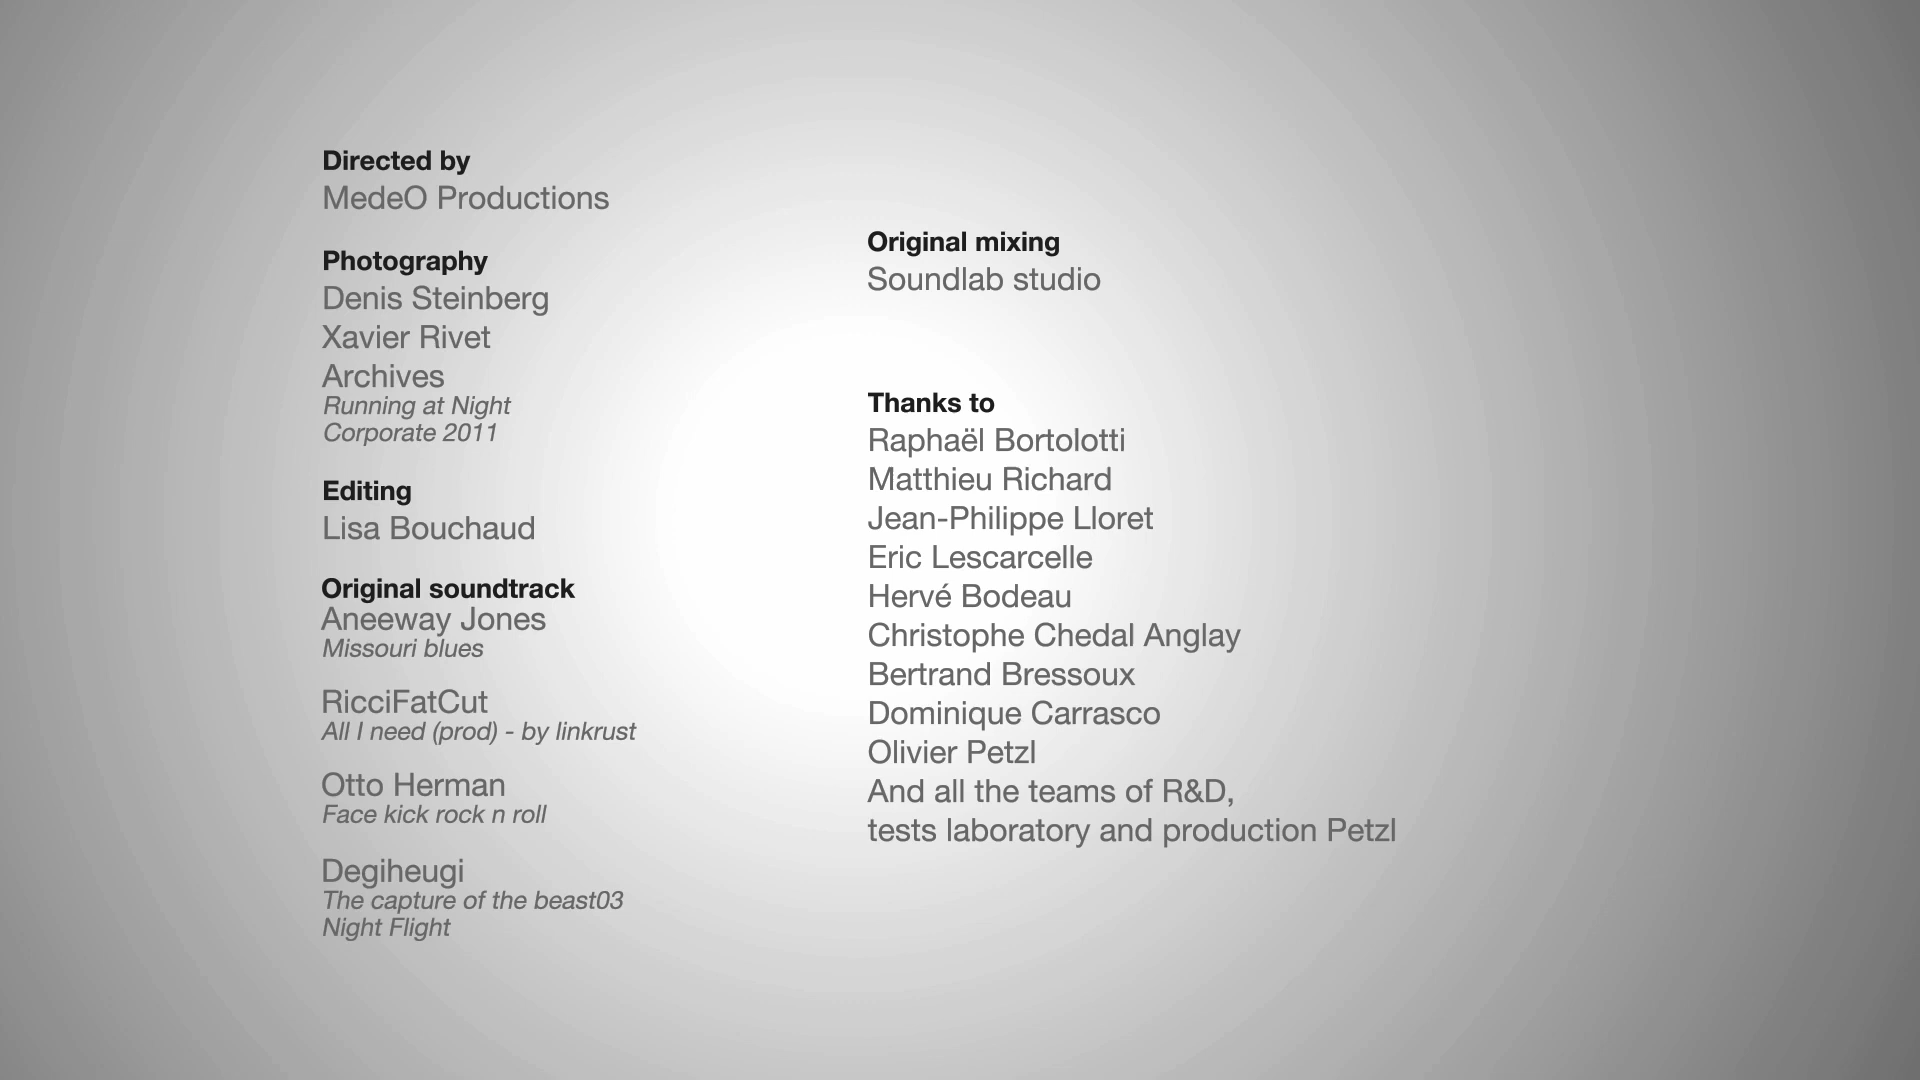 Directed by
MedeO Productions
Photography
Denis Steinberg
Xavier Rivet
Archives
Running at Night
Corporate 2011
Editing
Lisa Bouchaud
Original soundtrack
Aneeway Jones
Missouri blues
RicciFatCut
All I need (prod) - by linkrust
Otto Herman
Face kick rock n roll
Degiheugi
The capture of the beast03
Night Flight
Original mixing
Soundlab studio
Thanks to
Raphaël Bortolotti
Matthieu Richard
Jean-Philippe Lloret
Eric Lescarcelle
Hervé Bodeau
Christophe Chedal Anglay
Bertrand Bressoux
Dominique Carrasco
Olivier Petzl
And all the teams of R&D,
tests laboratory and production Petzl